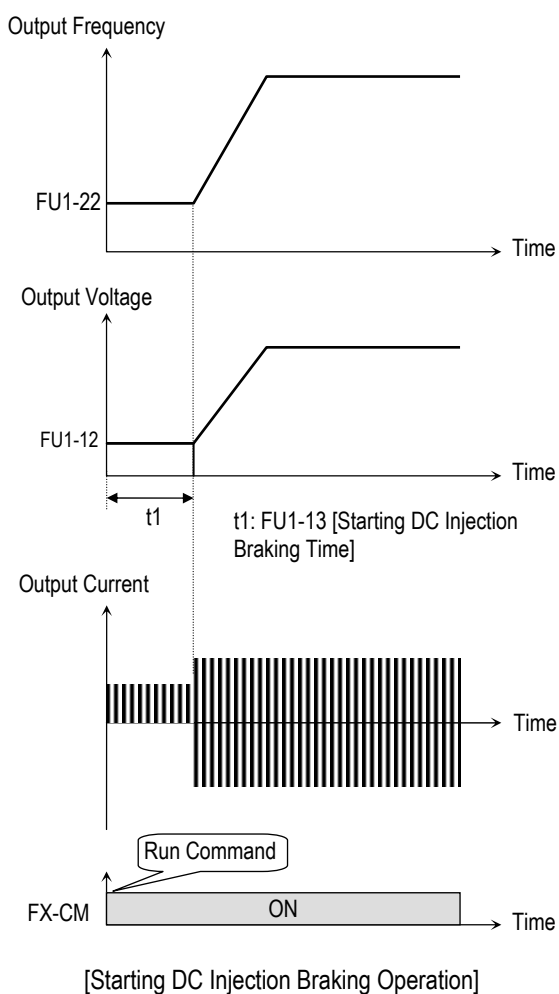 Output Frequency
FU1-22
Time
Output Voltage
FU1-12
Time
t1
t1: FU1-13 [Starting DC Injection
Braking Time]
Output Current
Time
Run Command
FX-CM
ON
Time
[Starting DC Injection Braking Operation]